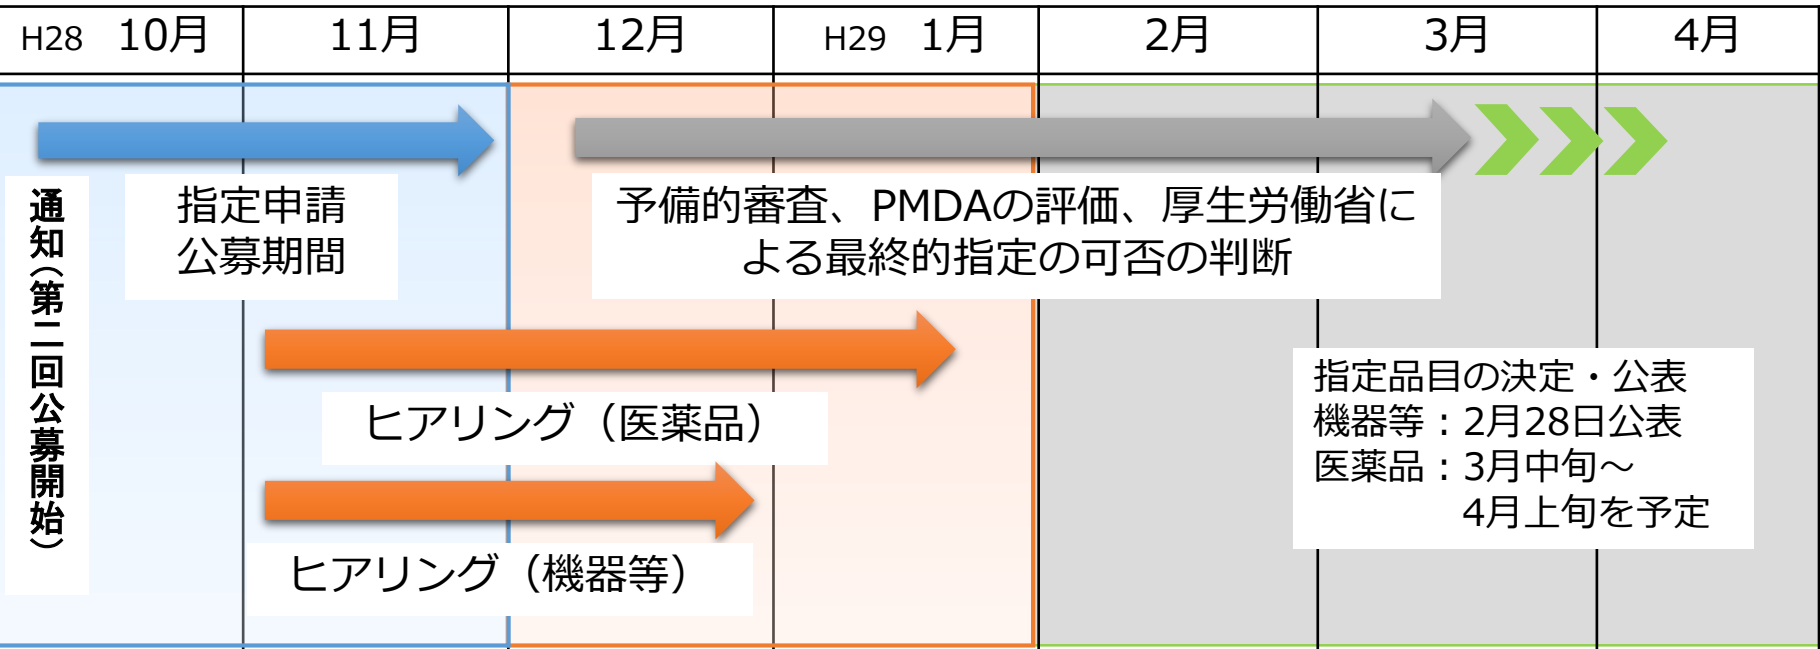 H28 10月 11月 12月 H29 1月 2月 3月 4月
通知（第二回公募開始）
指定申請
公募期間
予備的審査、PMDAの評価、厚生労働省に
よる最終的指定の可否の判断
ヒアリング（医薬品）
ヒアリング（機器等）
指定品目の決定・公表
機器等：2月28日公表
医薬品：3月中旬～
4月上旬を予定